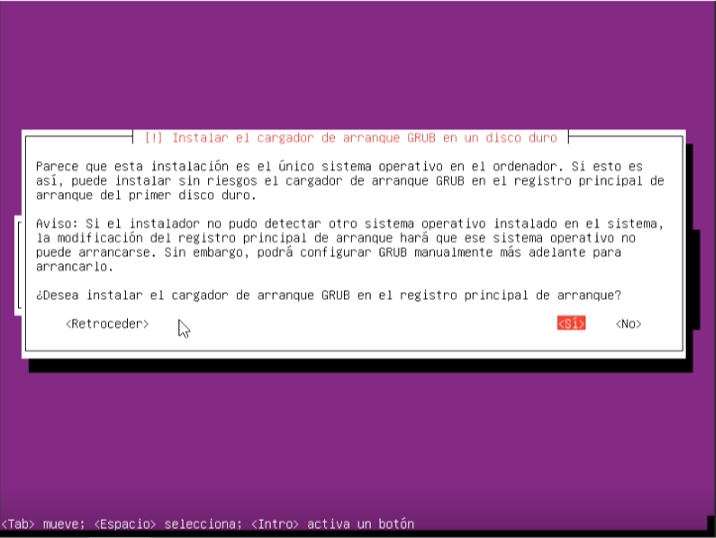 [!] Instalar el cargador de arranque GRUB en un disco duro
Parece que esta instalación es el único sistema operativo en el ordenador. Si esto es
así, puede instalar sin riesgos el cargador de arranque GRUB en el registro principal de
arranque del primer disco duro.
Aviso: Si el instalador no pudo detectar otro sistema operativo instalado en el sistema,
la modificación del registro principal de arranque hará que ese sistema operativo no
puede arrancarse. Sin embargo, podrá configurar GRUB manualmente más adelante para
arrancarlo.
¿Desea instalar el cargador de arranque GRUB en el registro principal de arranque?
<Retroceder> <Sí> <No>
<Tab> mueve; <Espacio> selecciona; <Intro> activa un botón